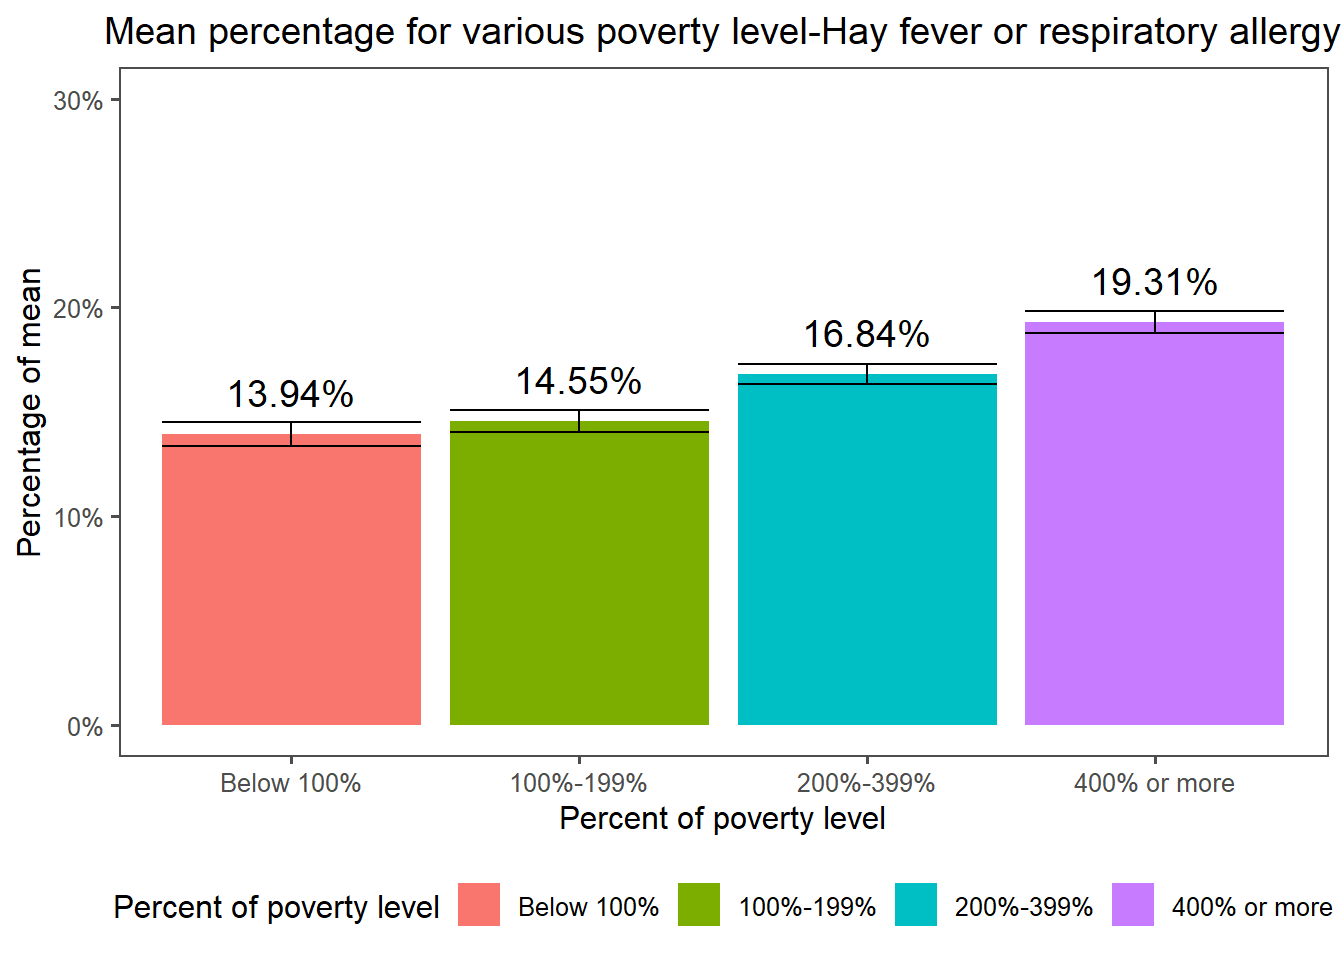 Mean percentage for various poverty level-Hay fever or respiratory allergy
30%
20%
10%
0%
Percentage of mean
13.94%
14.55%
16.84%
19.31%
Below 100%
100%-199%
200%-399%
400% or more
Percent of poverty level
Percent of poverty level Below 100% 100%-199% 200%-399% 400% or more